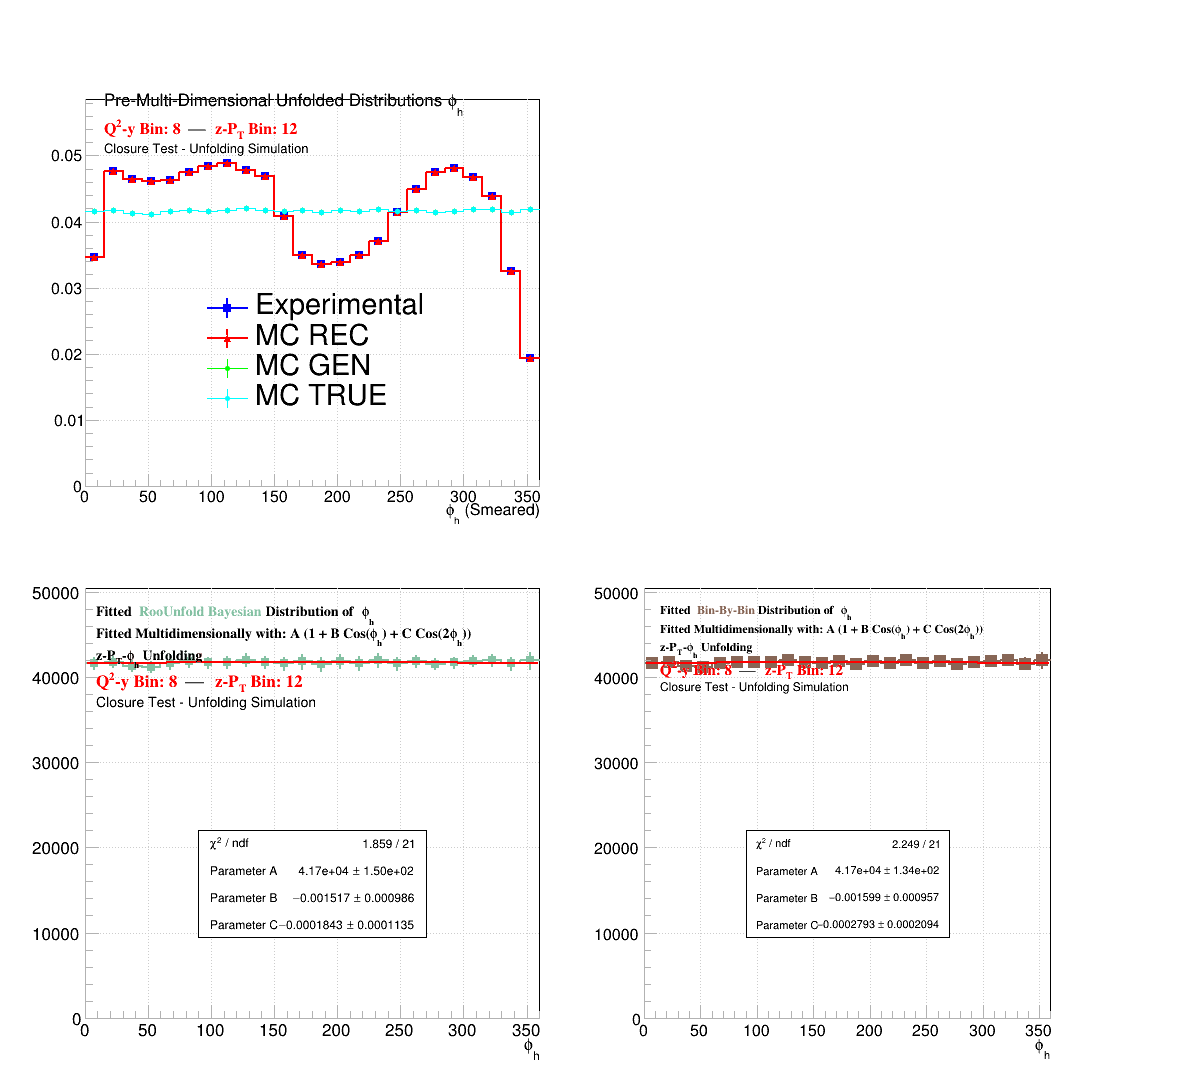 Pre-Multi-Dimensional Unfolded Distributions ϕh
Q2-y Bin: 8 — z-PT Bin: 12
Closure Test - Unfolding Simulation
0.05
0.04
0.03
0.02
0.01
0
Experimental
MC REC
MC GEN
MC TRUE
0 50 100 150 200 250 300 350
ϕh (Smeared)
50000
40000
30000
20000
10000
0
Fitted RooUnfold Bayesian Distribution of ϕh
Fitted Multidimensionally with: A (1 + B Cos(ϕh) + C Cos(2ϕh))
z-PT-ϕh Unfolding
Q2-y Bin: 8 — z-PT Bin: 12
Closure Test - Unfolding Simulation
χ2 / ndf 1.859 / 21
Parameter A 4.17e+04 ± 1.50e+02
Parameter B −0.001517 ± 0.000986
Parameter C −0.0001843 ± 0.0001135
0 50 100 150 200 250 300 350
ϕh
50000
40000
30000
20000
10000
0
Fitted Bin-By-Bin Distribution of ϕh
Fitted Multidimensionally with: A (1 + B Cos(ϕh) + C Cos(2ϕh))
z-PT-ϕh Unfolding
Q2-y Bin: 8 — z-PT Bin: 12
Closure Test - Unfolding Simulation
χ2 / ndf 2.249 / 21
Parameter A 4.17e+04 ± 1.34e+02
Parameter B −0.001599 ± 0.000957
Parameter C −0.0002793 ± 0.0002094
0 50 100 150 200 250 300 350
ϕh